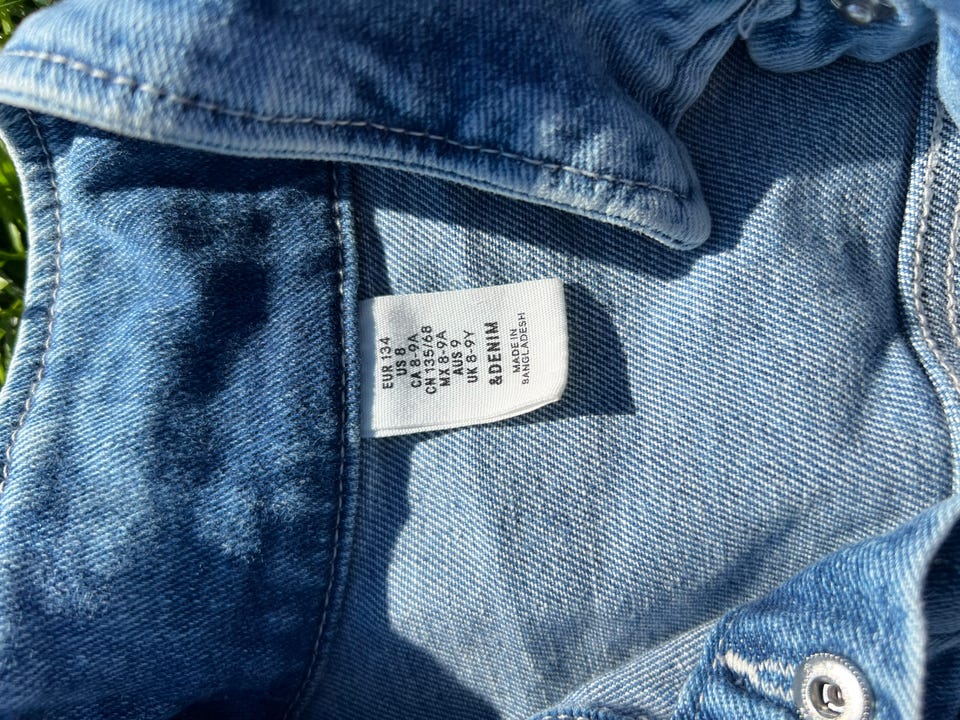 EUR 134
US 8
CA 8-9A
CN 135/68
MX 8-9A
AUS 9
UK 8-9Y
&DENIM
MADE IN
BANGLADESH